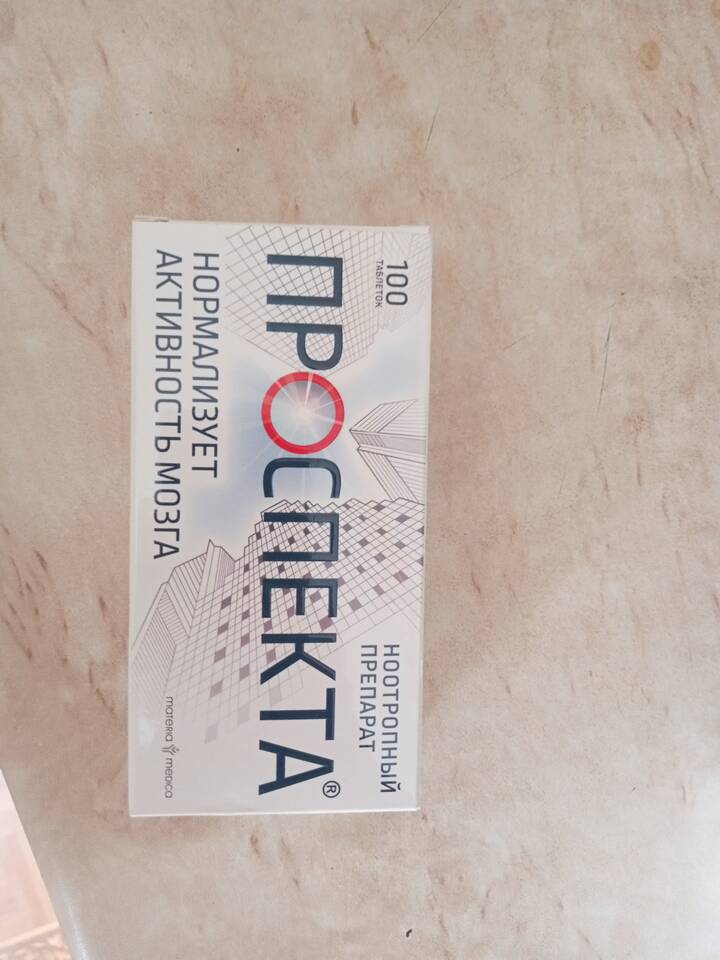 100
ТАБЛЕТОК
НООТРОПНЫЙ
ПРЕПАРАТ
ПРОСПЕКТА®
НОРМАЛИЗУЕТ
АКТИВНОСТЬ МОЗГА
materia medica